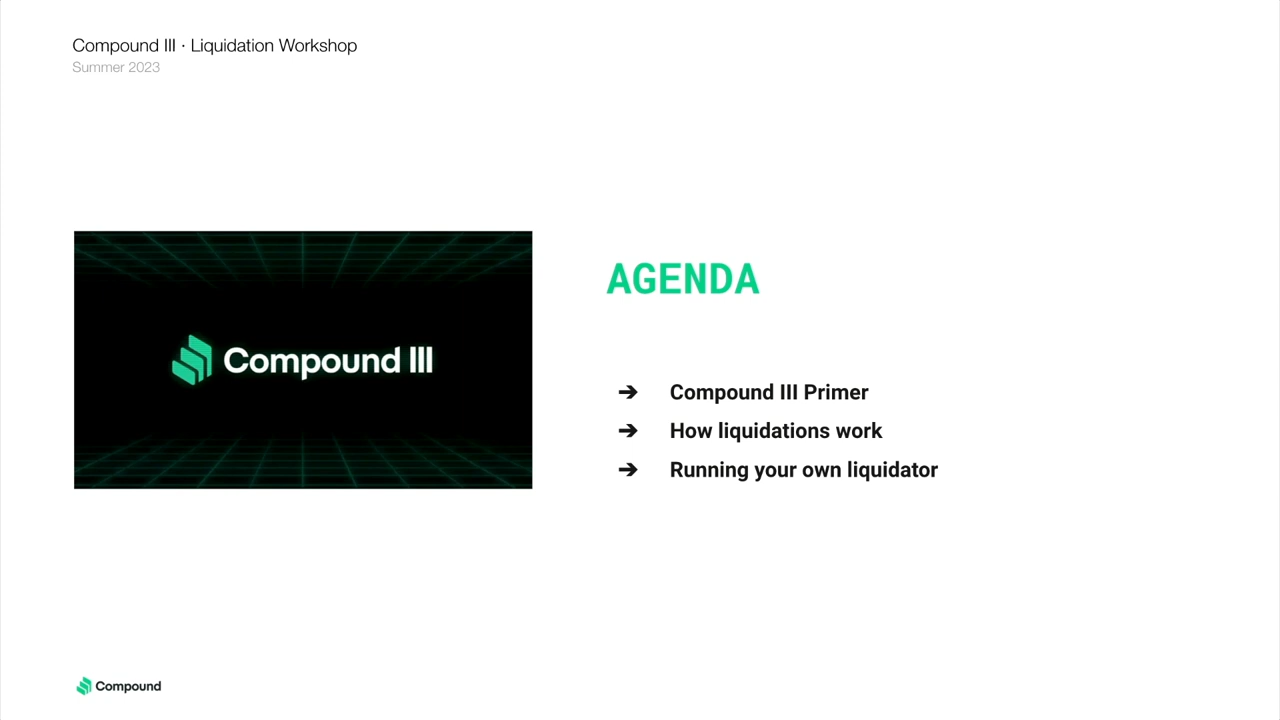 Compound III · Liquidation Workshop
Summer 2023
Compound III
AGENDA
➔ Compound III Primer
➔ How liquidations work
➔ Running your own liquidator
Compound